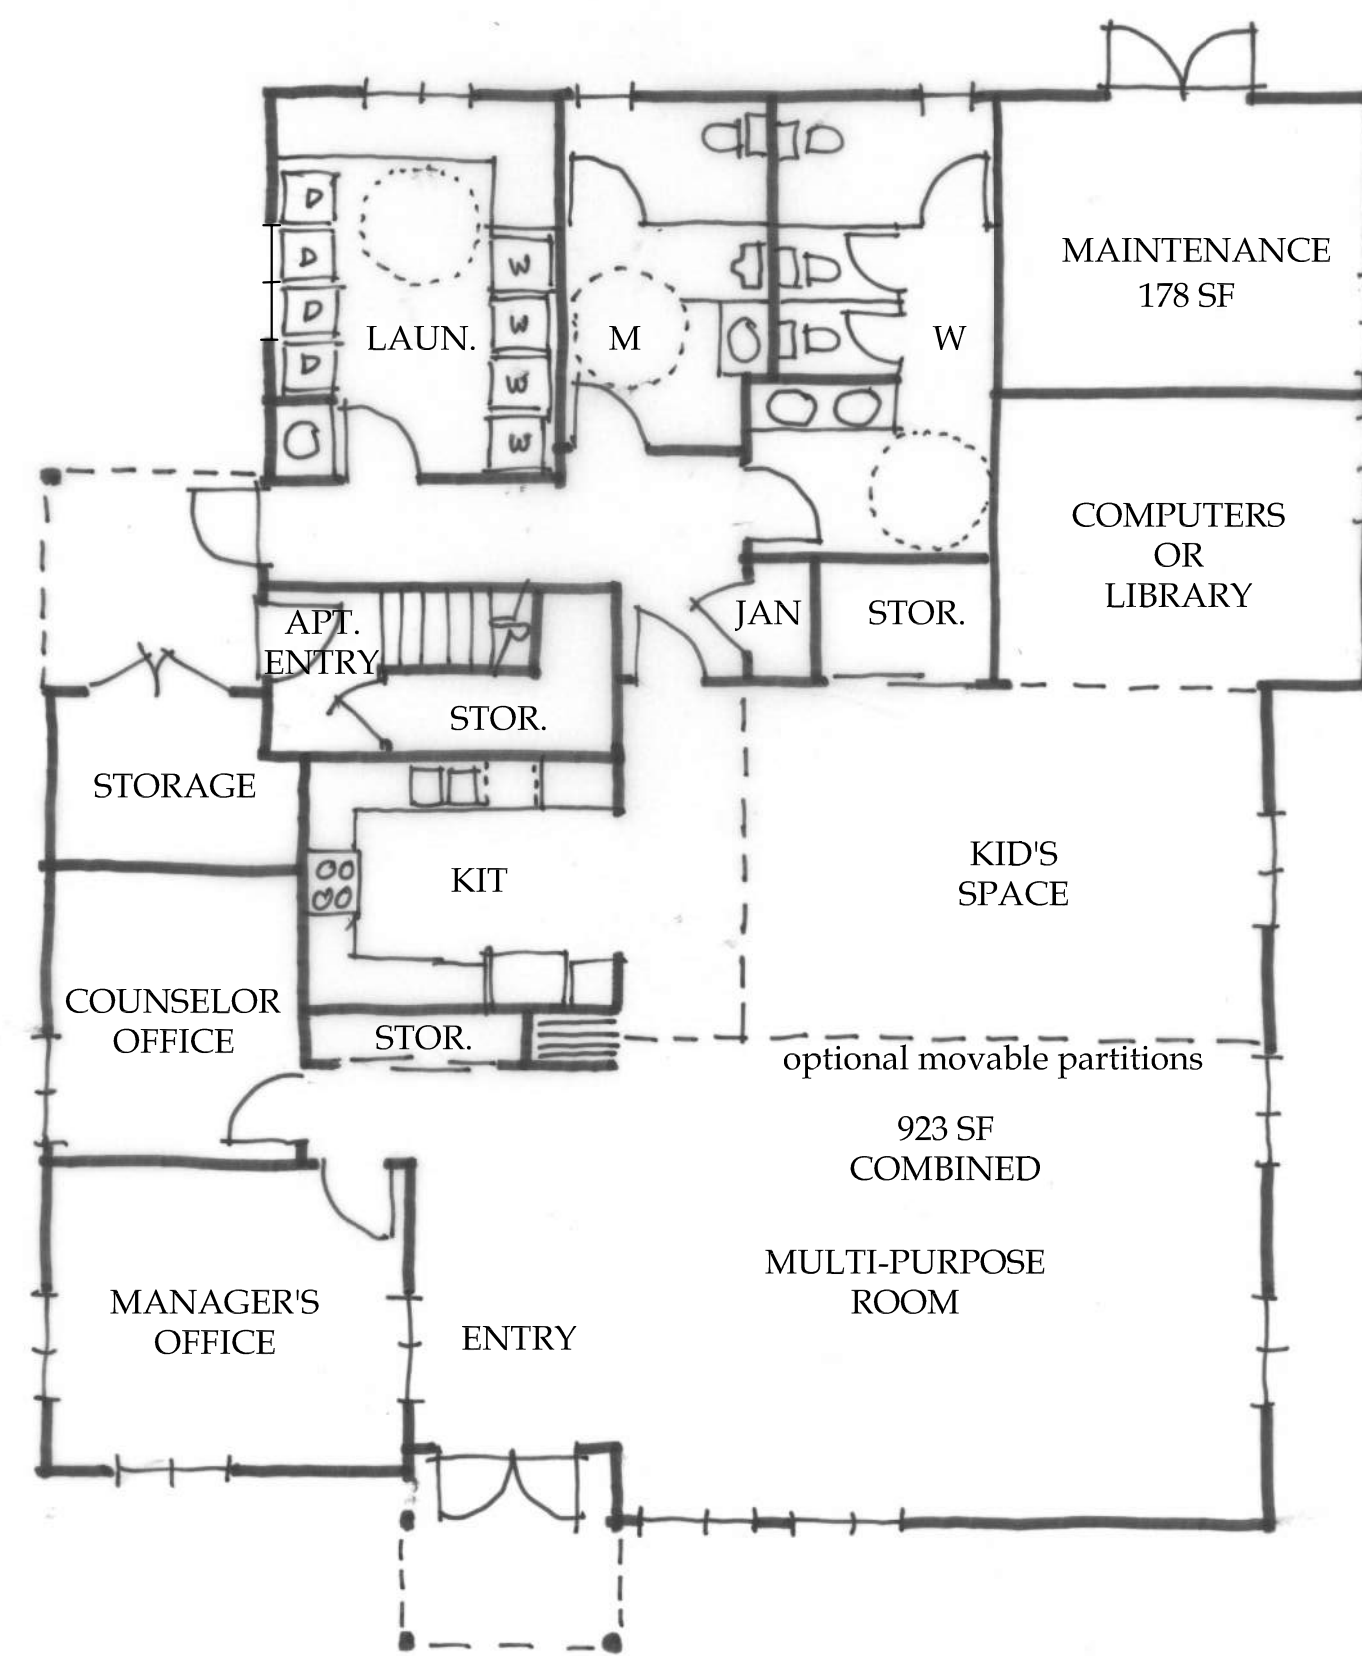 D
D
D
D
W
W
W
W
LAUN.
M
W
MAINTENANCE
178 SF
COMPUTERS
OR
LIBRARY
APT.
ENTRY
JAN
STOR.
STOR.
STORAGE
KIT
KID'S
SPACE
COUNSELOR
OFFICE
STOR.
optional movable partitions
923 SF
COMBINED
MULTI-PURPOSE
ROOM
MANAGER'S
OFFICE
ENTRY